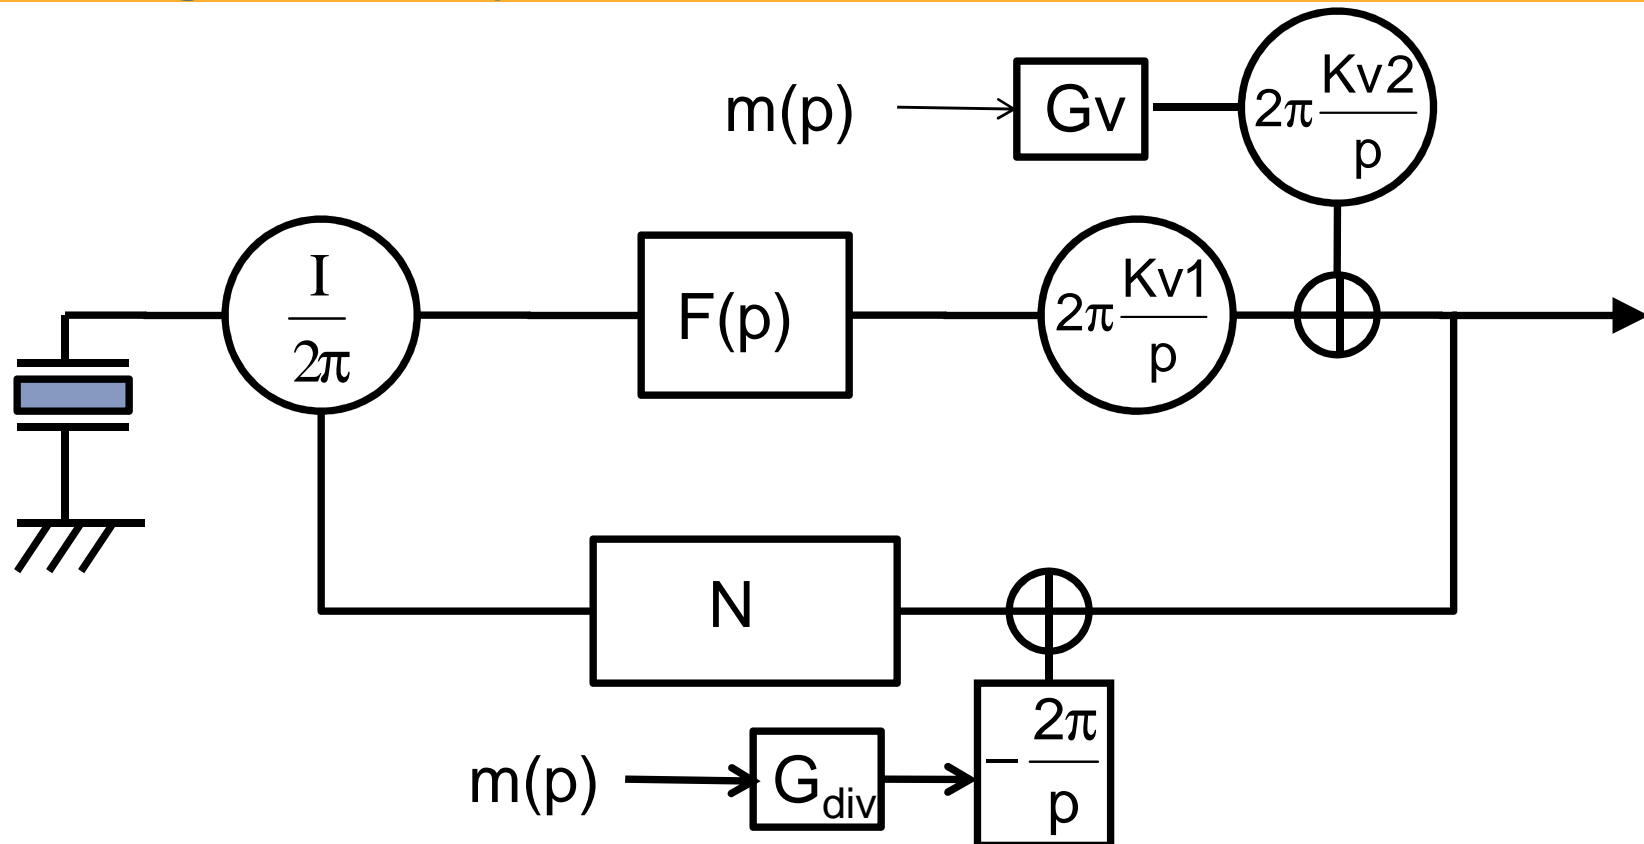 m(p)
Gv
2π Kv2
p
I
2π
F(p)
2π Kv1
p
N
m(p)
Gdiv
− 2π
p